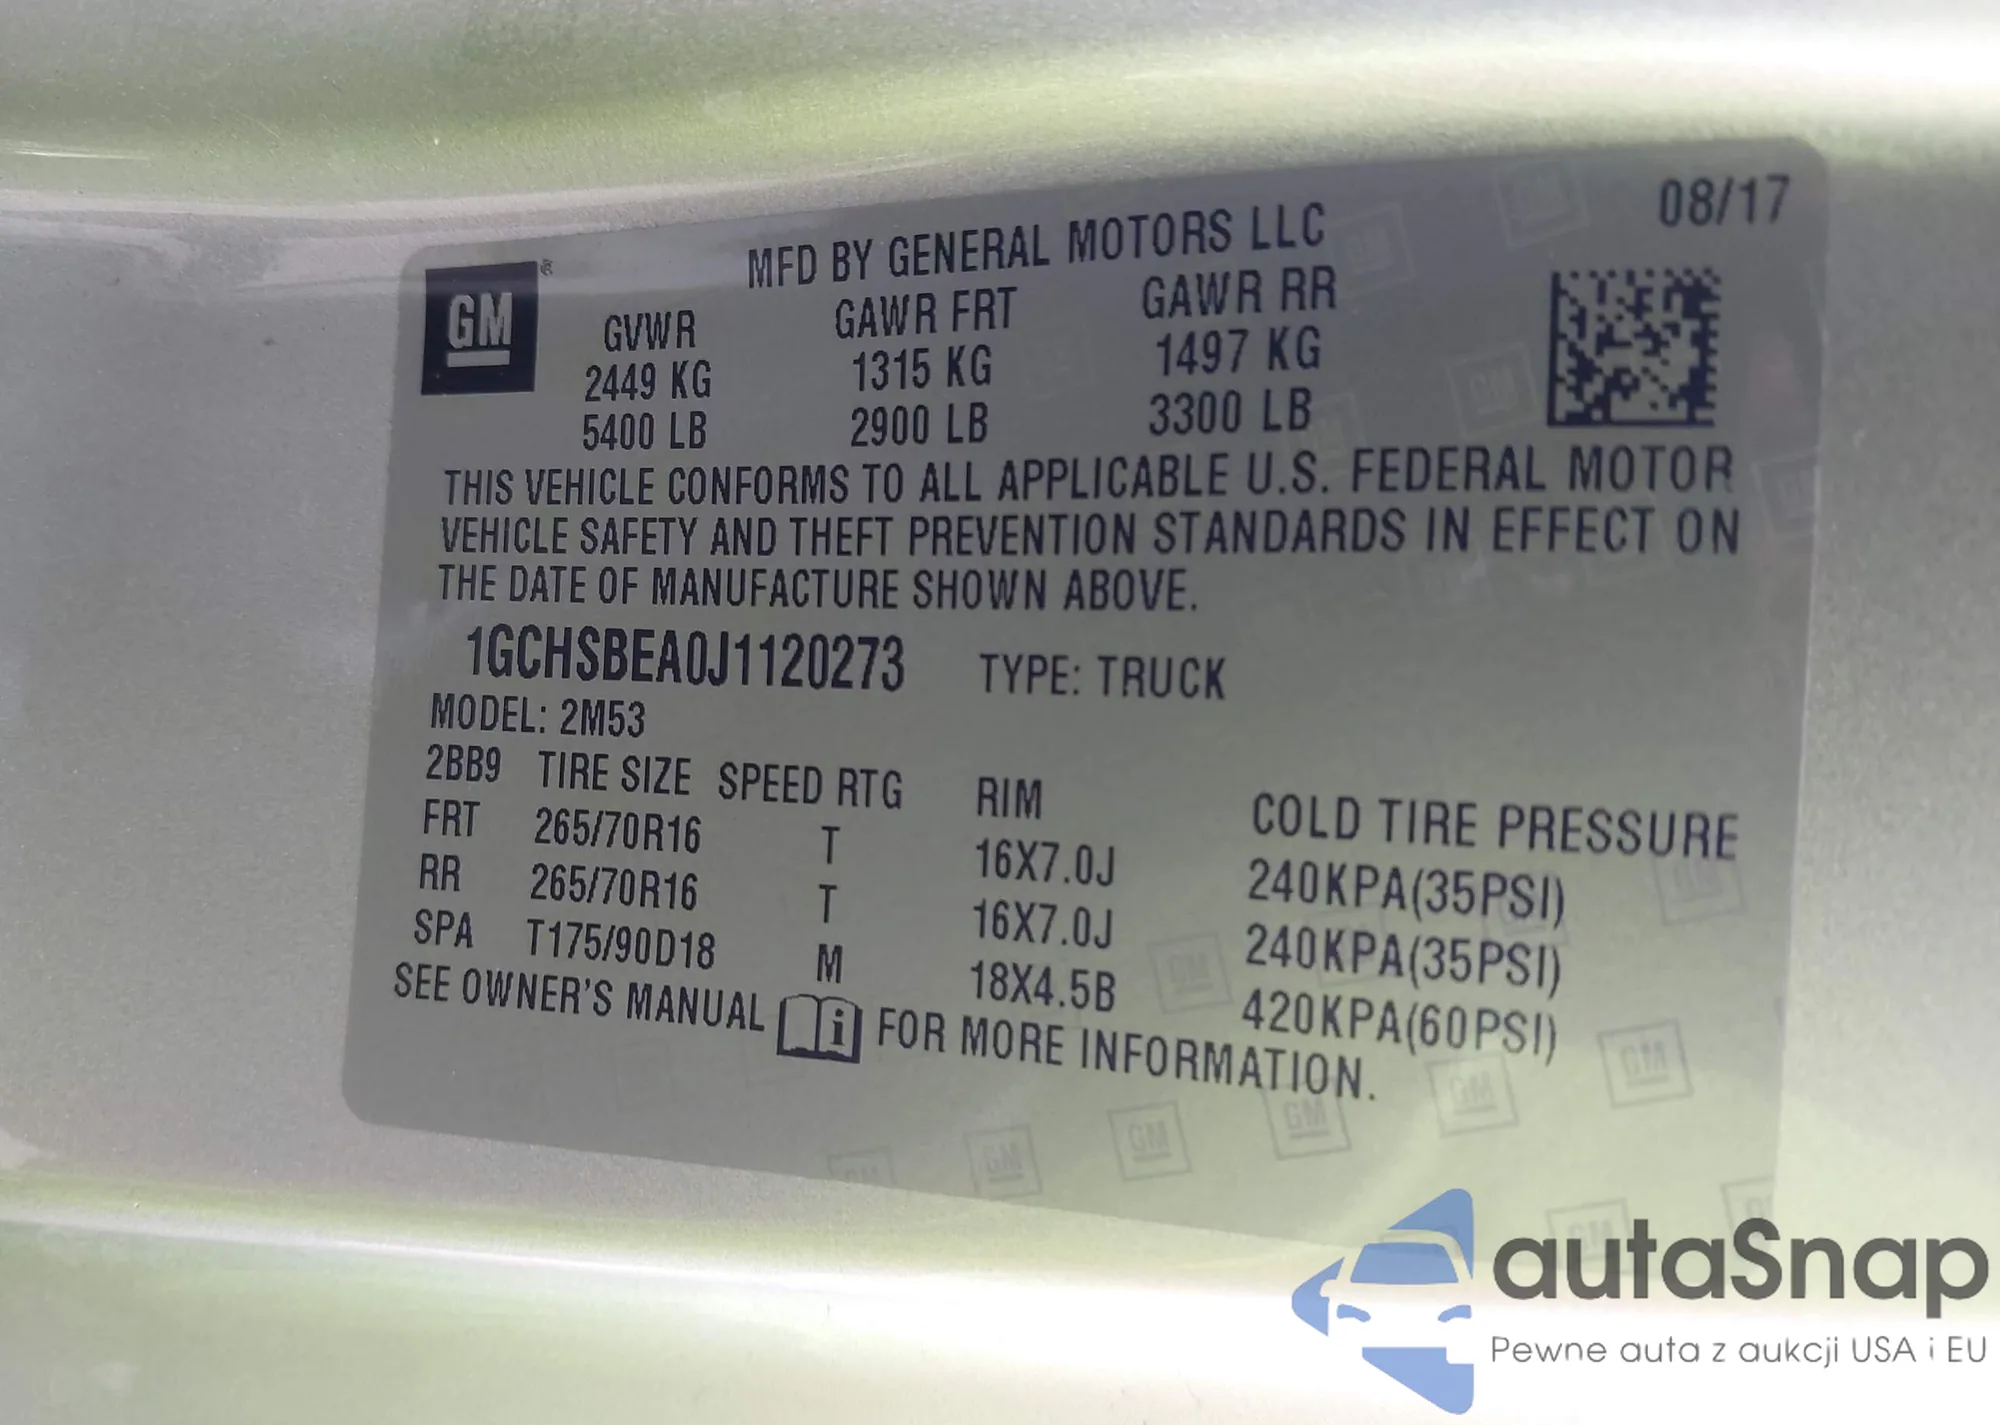 08/17
MFD BY GENERAL MOTORS LLC
GM®
GVWR GAWR FRT GAWR RR
2449 KG 1315 KG 1497 KG
5400 LB 2900 LB 3300 LB
THIS VEHICLE CONFORMS TO ALL APPLICABLE U.S. FEDERAL MOTOR
VEHICLE SAFETY AND THEFT PREVENTION STANDARDS IN EFFECT ON
THE DATE OF MANUFACTURE SHOWN ABOVE.
1GCHSBEA0J1120273 TYPE: TRUCK
MODEL: 2M53
2BB9 TIRE SIZE SPEED RTG RIM COLD TIRE PRESSURE
FRT 265/70R16 T 16X7.0J 240KPA(35PSI)
RR 265/70R16 T 16X7.0J 240KPA(35PSI)
SPA T175/90D18 M 18X4.5B 420KPA(60PSI)
SEE OWNER'S MANUAL i FOR MORE INFORMATION.
autaSnap
Pewne auta z aukcji USA i EU